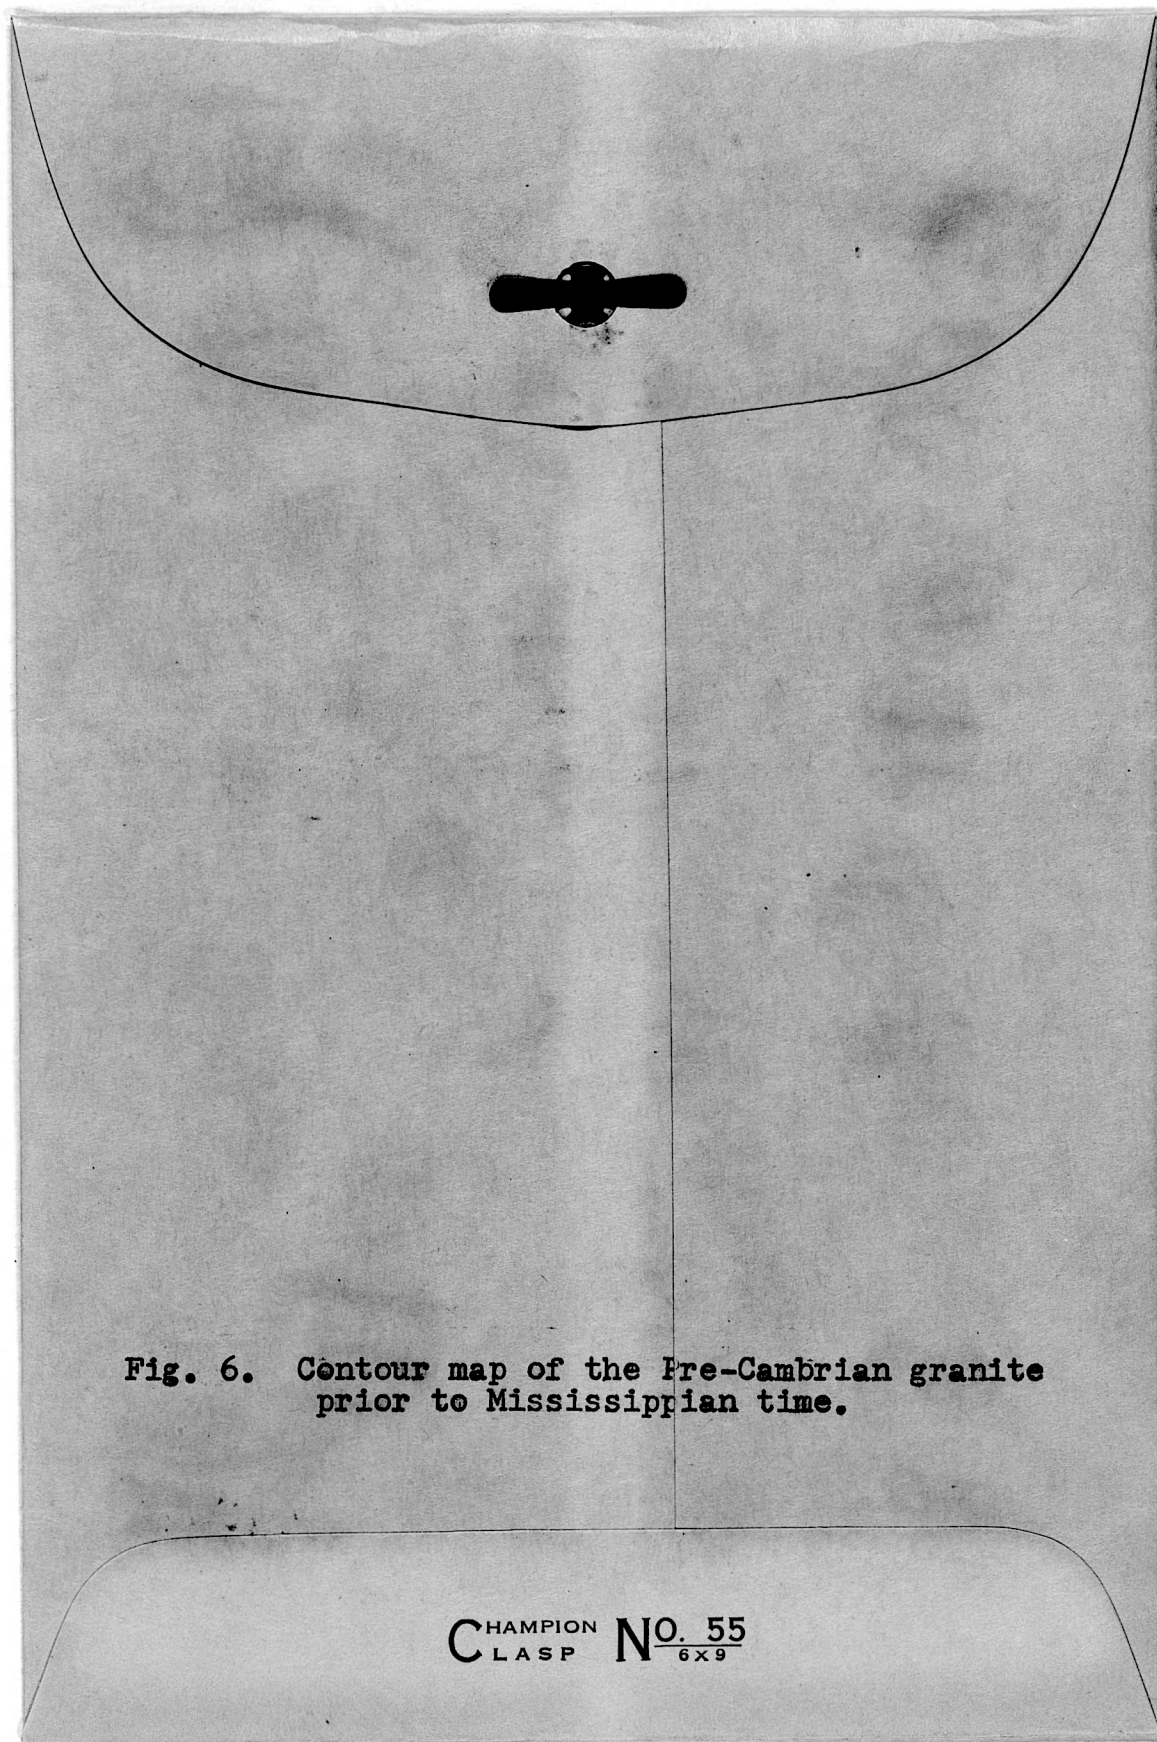 Fig. 6. Contour map of the Pre-Cambrian granite
prior to Mississippian time.
CHAMPION CLASP NO. 55
6x9